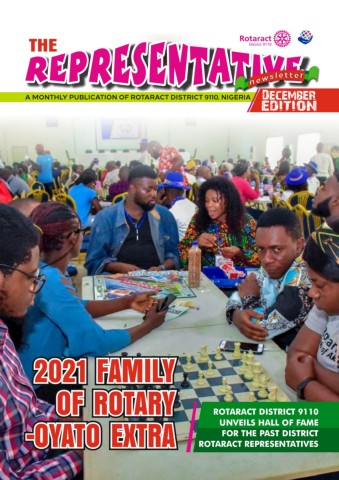 Rotaract
District 9110
THE
REPRESENTATIVE
newsletter
A MONTHLY PUBLICATION OF ROTARACT DISTRICT 9110, NIGERIA
DECEMBER
EDITION
2021 FAMILY
OF ROTARY
-OYATO EXTRA
ROTARACT DISTRICT 9110
UNVEILS HALL OF FAME
FOR THE PAST DISTRICT
ROTARACT REPRESENTATIVES